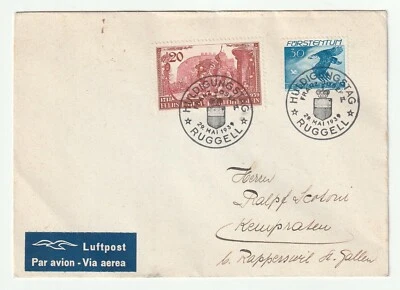 20
FÜRSTENTUM
30
HULDIGUNGSTAG
29. MAI 1939
★ RUGGELL ★
HULDIGUNGSTAG
29. MAI 1939
★ RUGGELL ★
Herrn
Ralph
Kempraten
b. Rapperswil St. Gallen
Luftpost
Par avion - Via aerea